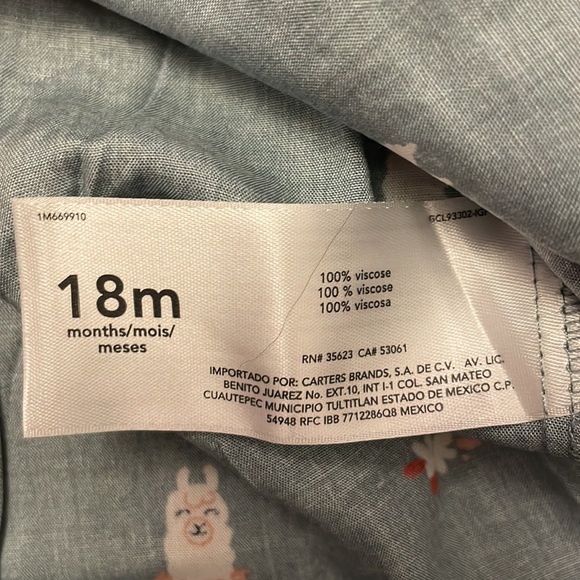 1M669910
18m
months/mois/
meses
100% viscose
100 % viscose
100% viscosa
RN# 35623 CA# 53061
IMPORTADO POR: CARTERS BRANDS, S.A. DE C.V. AV. LIC.
BENITO JUAREZ No. EXT.10, INT I-1 COL. SAN MATEO
CUAUTEPEC MUNICIPIO TULTITLAN ESTADO DE MEXICO C.P.
54948 RFC IBB 7712286Q8 MEXICO